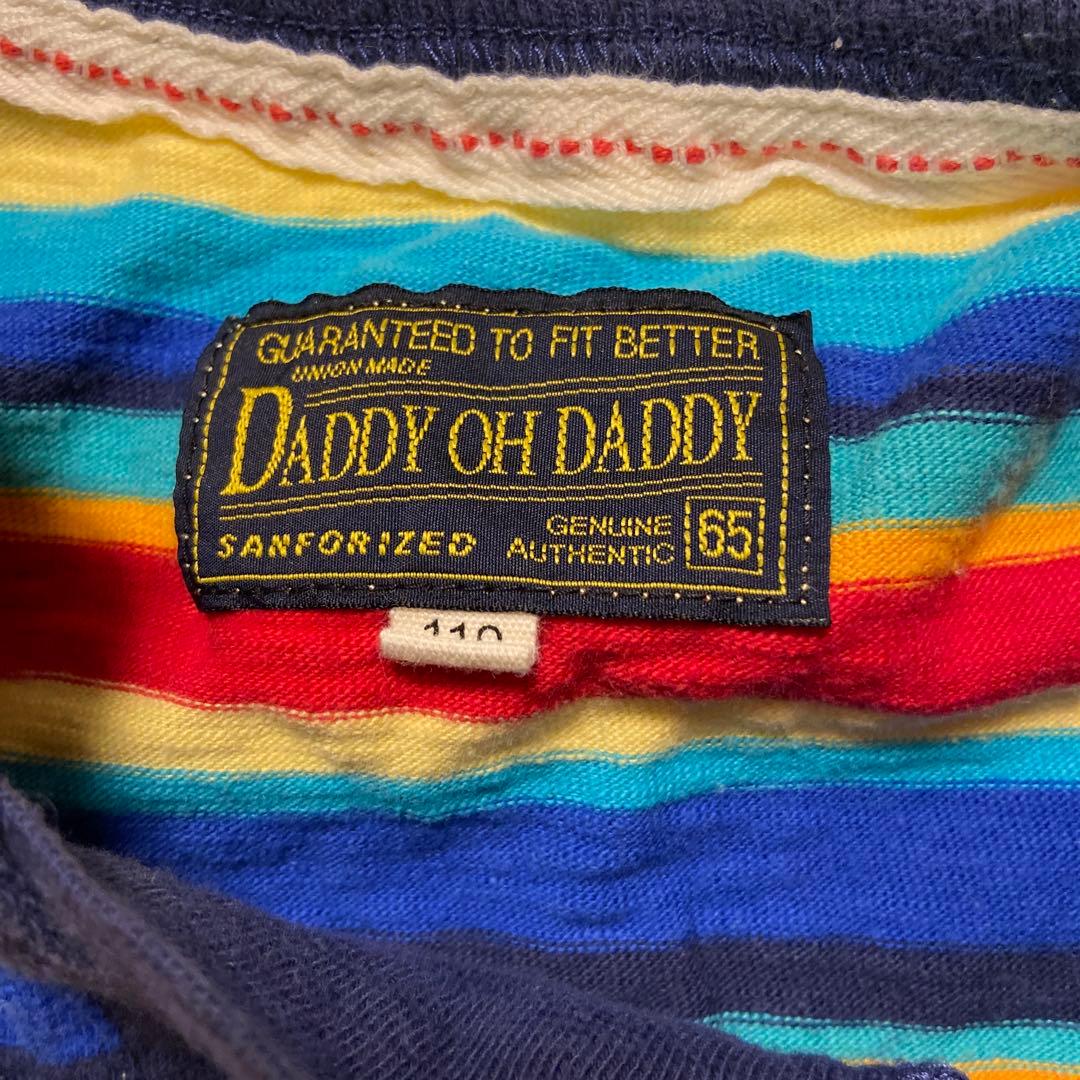 GUARANTEED TO FIT BETTER
UNION MADE
DADDY OH DADDY
SANFORIZED
GENUINE
AUTHENTIC
65
110